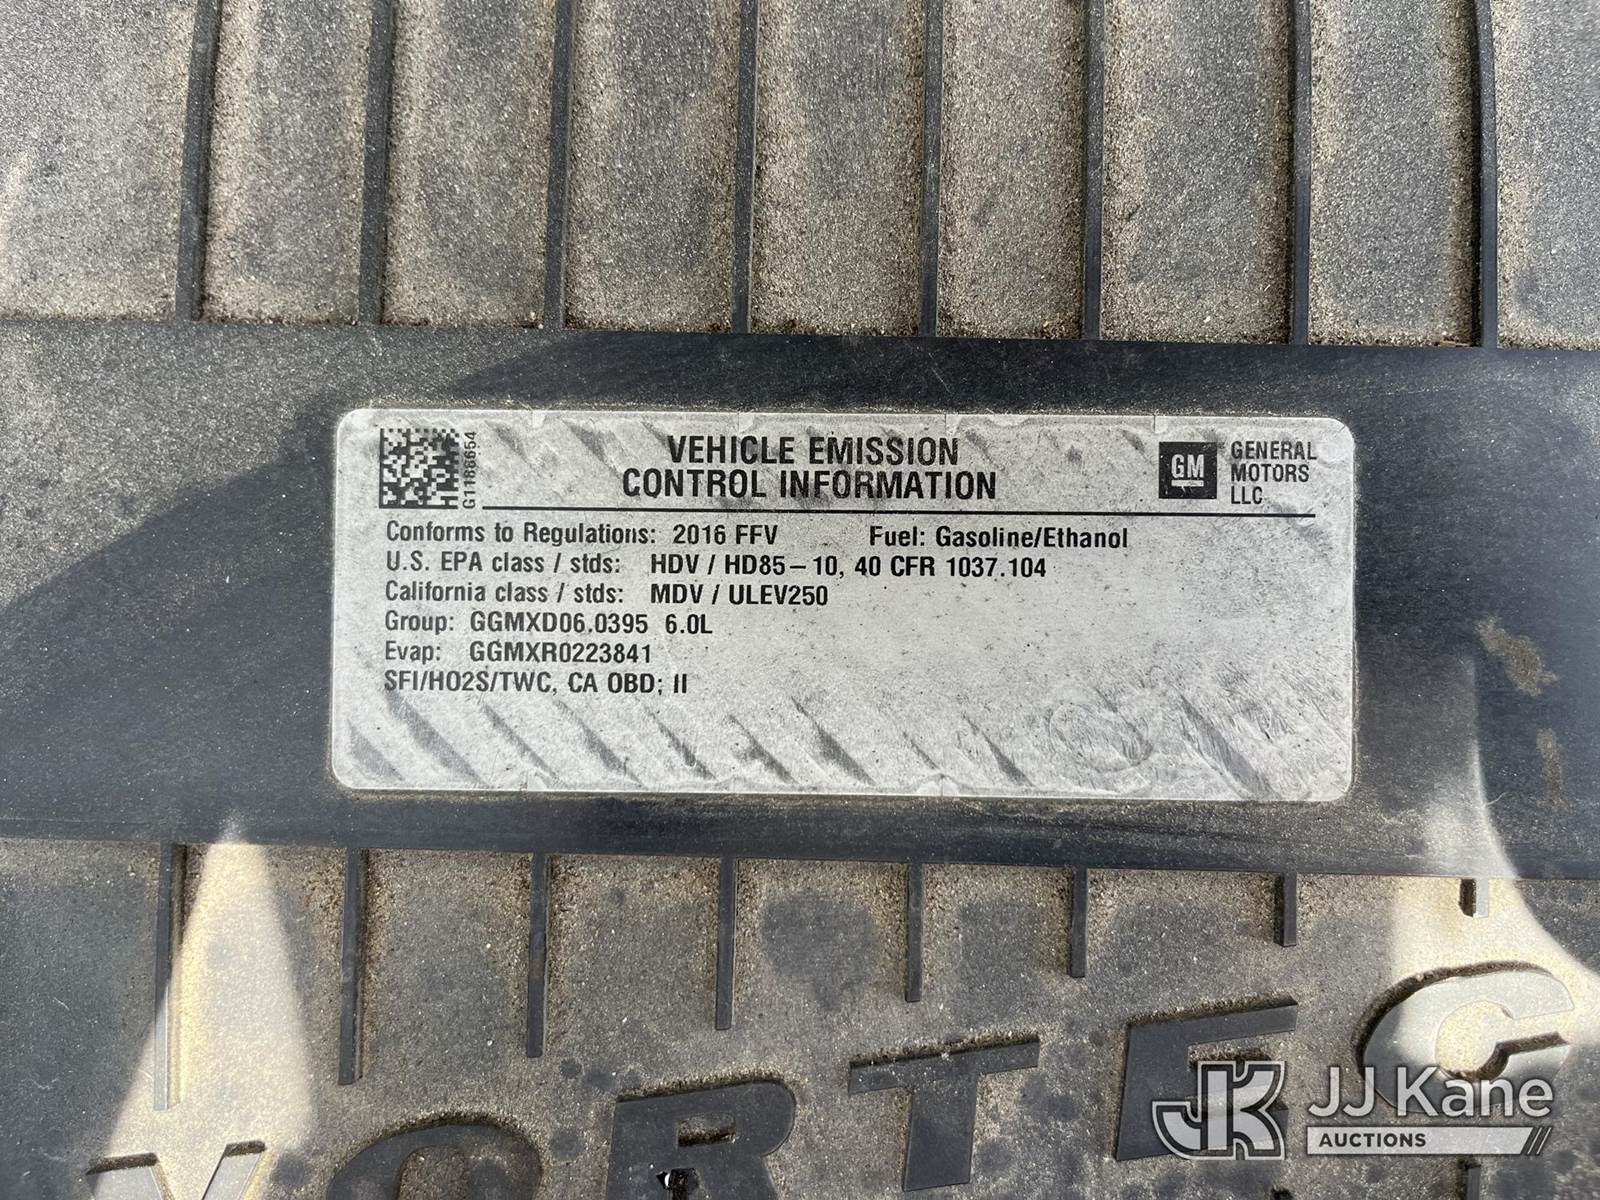 G1188654
VEHICLE EMISSION
CONTROL INFORMATION
GM
GENERAL
MOTORS
LLC
Conforms to Regulations: 2016 FFV Fuel: Gasoline/Ethanol
U.S. EPA class / stds: HDV / HD85-10, 40 CFR 1037.104
California class / stds: MDV / ULEV250
Group: GGMXD06.0395 6.0L
Evap: GGMXR0223841
SFI/HO2S/TWC, CA OBD; II
VORTEC
JK JJ Kane
AUCTIONS